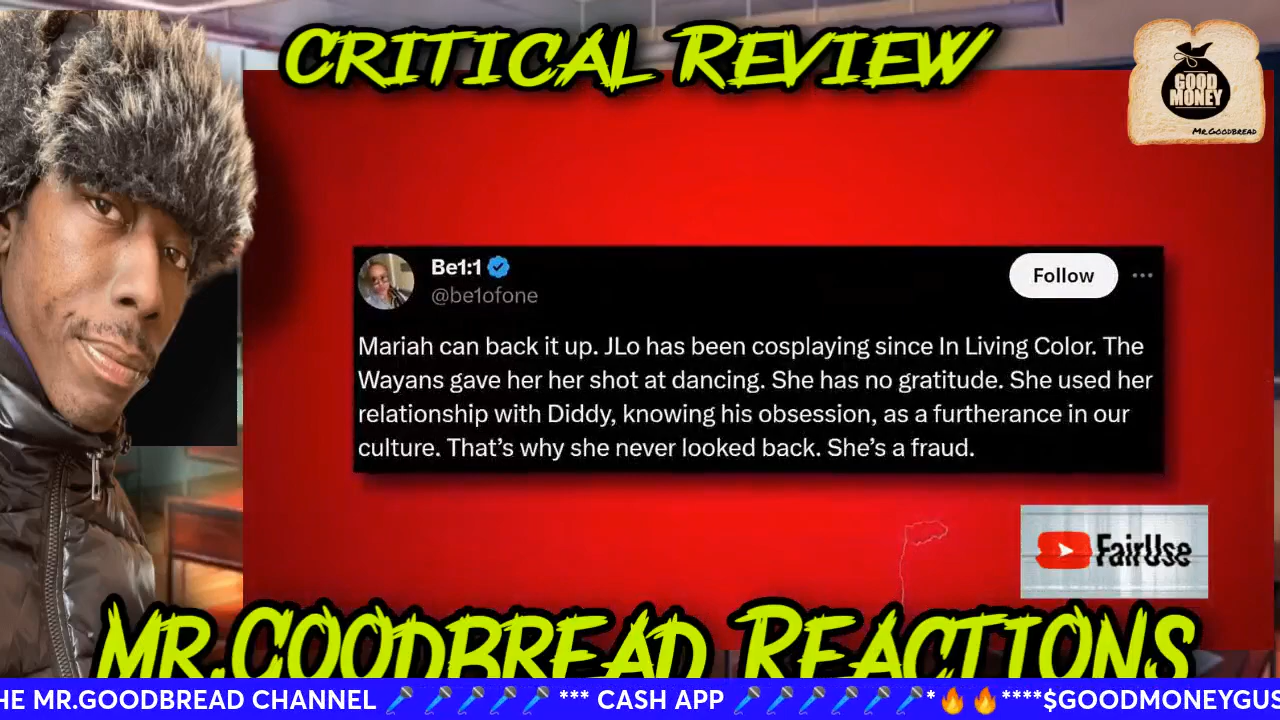 CRITICAL REVIEW
GOOD
MONEY
MR.GOODBREAD
Be1:1
@be1ofone
Follow
Mariah can back it up. JLo has been cosplaying since In Living Color. The
Wayans gave her her shot at dancing. She has no gratitude. She used her
relationship with Diddy, knowing his obsession, as a furtherance in our
culture. That’s why she never looked back. She’s a fraud.
FairUse
MR.GOODBREAD REACTIONS
HE MR.GOODBREAD CHANNEL 🎤🎤🎤🎤🎤 *** CASH APP 🎤🎤🎤🎤🎤🎤*🔥🔥****$GOODMONEYGUS